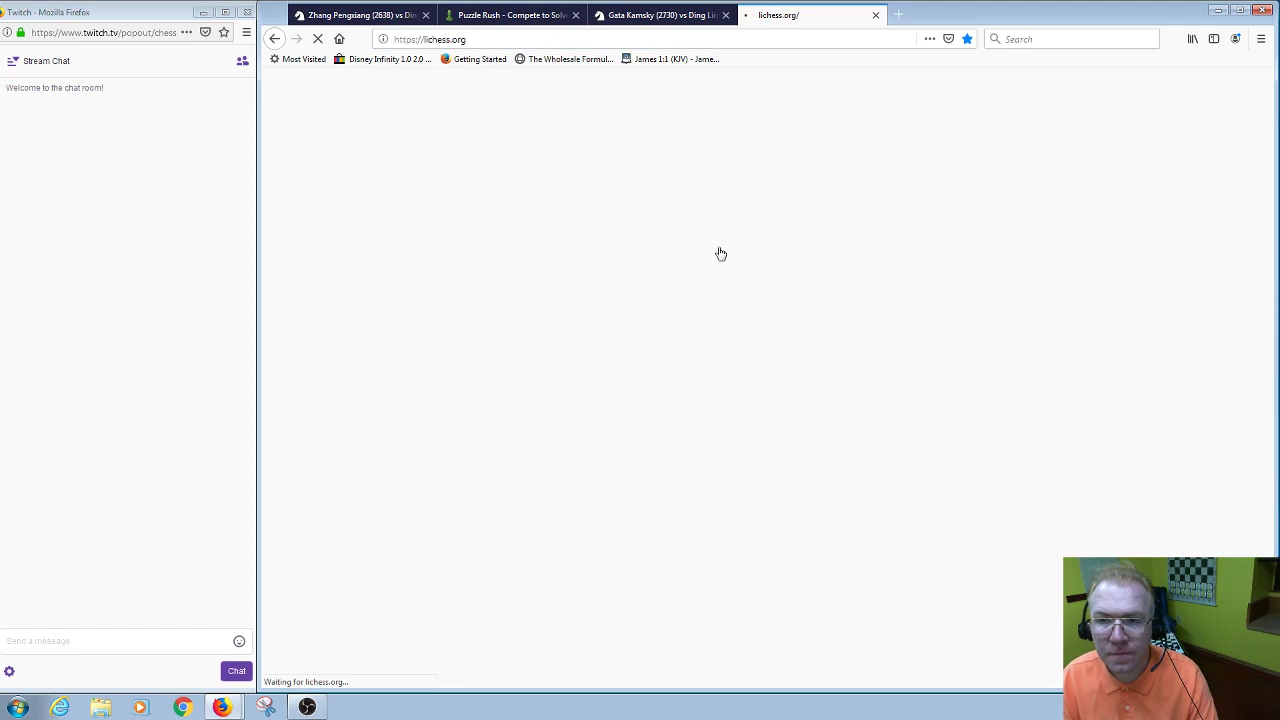 Twitch - Mozilla Firefox
https://www.twitch.tv/popout/chess
Stream Chat
Welcome to the chat room!
Send a message
Chat
Zhang Pengxiang (2638) vs Din
Puzzle Rush - Compete to Solve
Gata Kamsky (2730) vs Ding Lir
lichess.org/
https://lichess.org
Search
Most Visited
Disney Infinity 1.0 2.0 ...
Getting Started
The Wholesale Formul...
James 1:1 (KJV) - Jame...
Waiting for lichess.org...